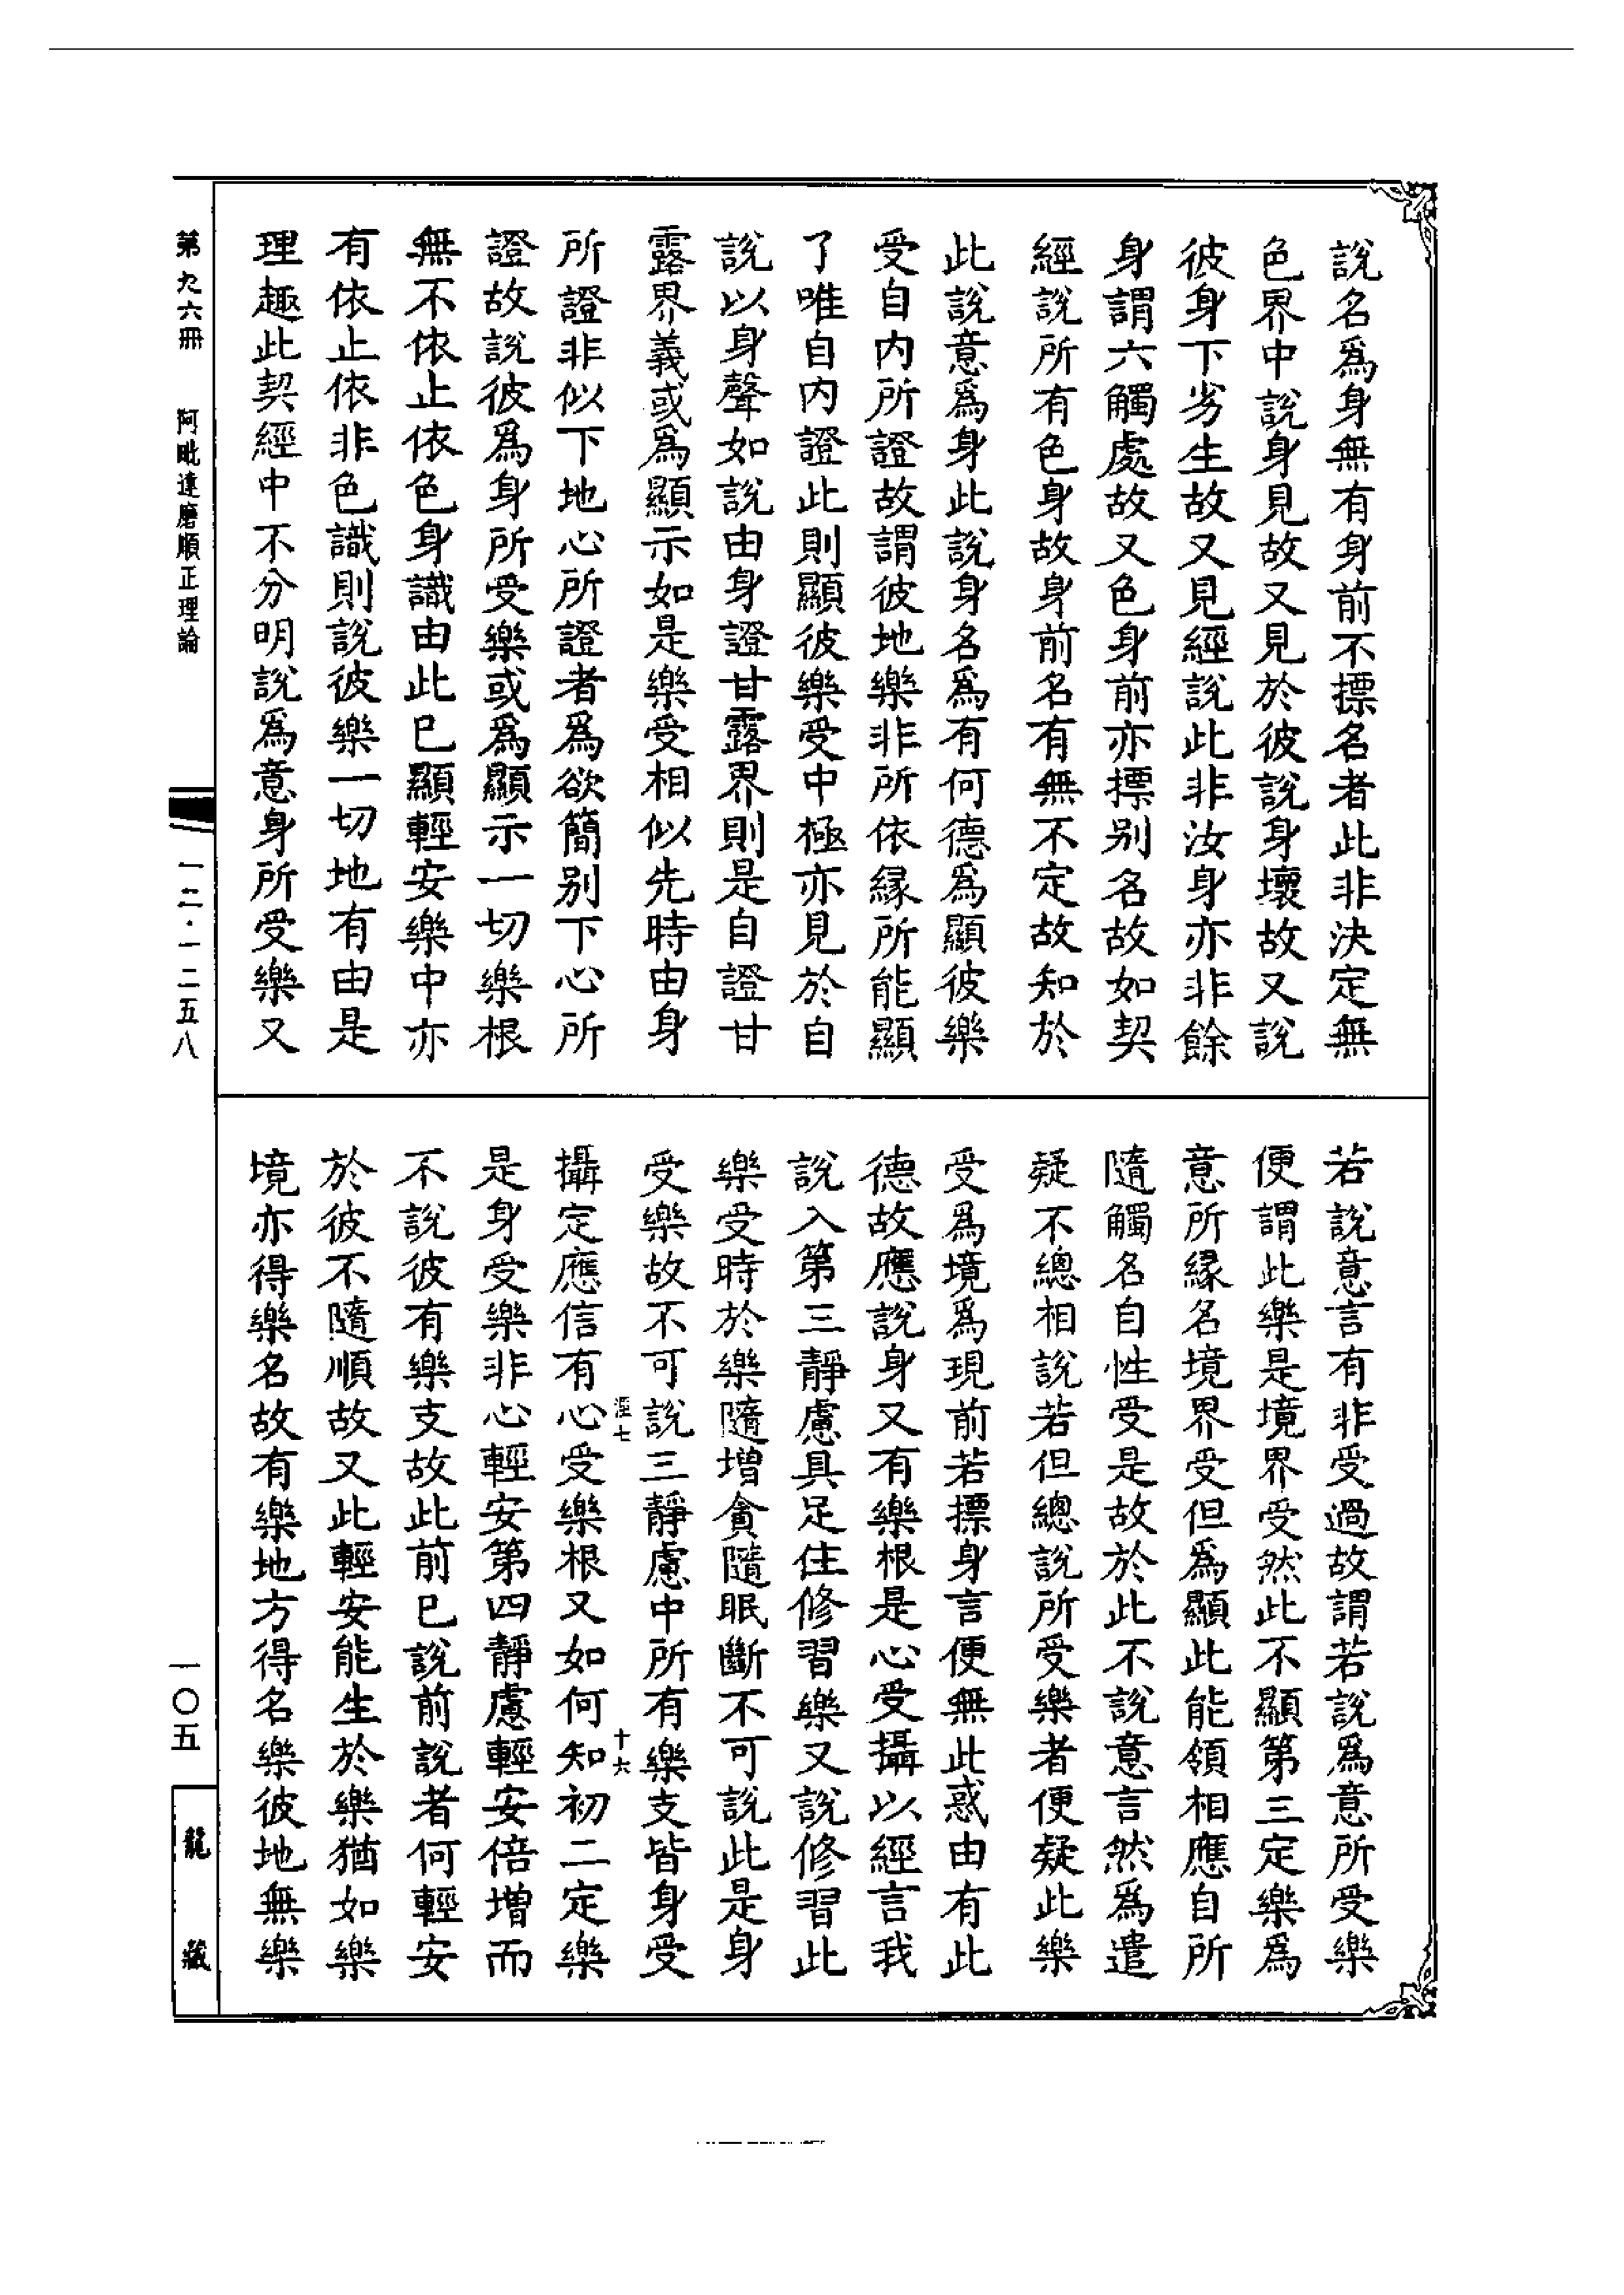 說名爲身無有身前不摽名者此非決定無
色界中說身見故又見於彼說身壞故又說
彼身下劣生故又見經說此非汝身亦非餘
身謂六觸處故又色身前亦摽别名故如契
經說所有色身故身前名有無不定故知於
此說意爲身此說身名爲有何德爲顯彼樂
受自内所證故謂彼地樂非所依緣所能顯
了唯自内證此則顯彼樂受中極亦見於自
說以身聲如說由身證甘露界則是自證甘
露界義或爲顯示如是樂受相似先時由身
所證非似下地心所證者爲欲簡别下心所
證故說彼爲身所受樂或爲顯示一切樂根
無不依止依色身識由此已顯輕安樂中亦
有依止依非色識則說彼樂一切地有由是
理趣此契經中不分明說爲意身所受樂又
若說意言有非受過故謂若說爲意所受樂
便謂此樂是境界受然此不顯第三定樂爲
意所緣名境界受但爲顯此能領相應自所
隨觸名自性受是故於此不說意言然爲遣
疑不總相說若但總說所受樂者便疑此樂
受爲境爲現前若摽身言便無此惑由有此
德故應說身又有樂根是心受攝以經言我
說入第三靜慮具足住修習樂又說修習此
樂受時於樂隨增貪隨眠斷不可說此是身
受樂故不可說三靜慮中所有樂支皆身受
涇七 十六
攝定應信有心受樂根又如何知初二定樂
是身受樂非心輕安第四靜慮輕安倍增而
不說彼有樂支故此前已說前說者何輕安
於彼不隨順故又此輕安能生於樂猶如樂
境亦得樂名故有樂地方得名樂彼地無樂
第九六冊 阿毗達磨順正理論
一二·一二五八
一〇五
龍藏